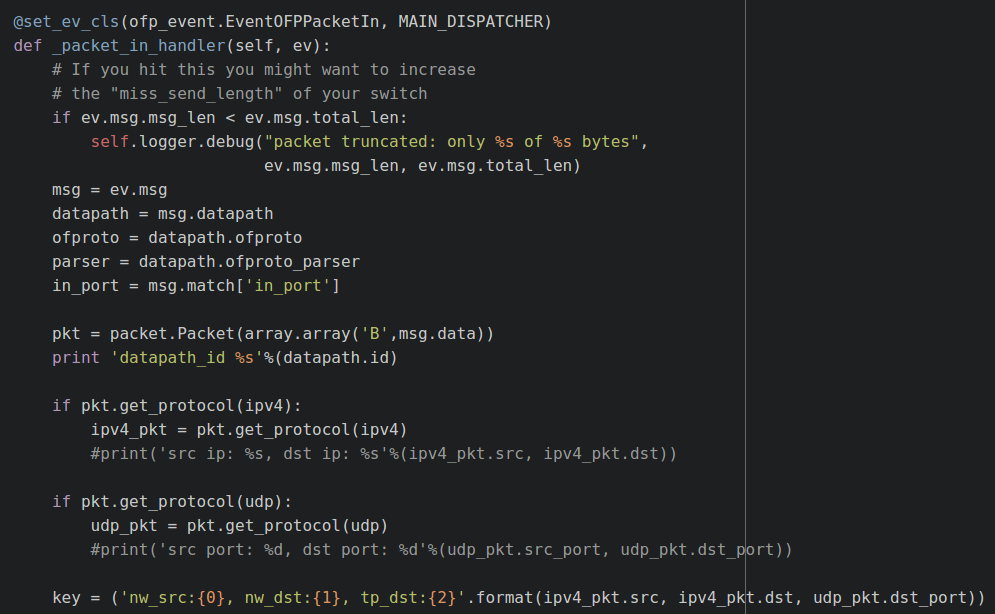 @set_ev_cls(ofp_event.EventOFPPacketIn, MAIN_DISPATCHER)
def _packet_in_handler(self, ev):
    # If you hit this you might want to increase
    # the "miss_send_length" of your switch
    if ev.msg.msg_len < ev.msg.total_len:
        self.logger.debug("packet truncated: only %s of %s bytes",
                          ev.msg.msg_len, ev.msg.total_len)
    msg = ev.msg
    datapath = msg.datapath
    ofproto = datapath.ofproto
    parser = datapath.ofproto_parser
    in_port = msg.match['in_port']

    pkt = packet.Packet(array.array('B',msg.data))
    print 'datapath_id %s'%(datapath.id)

    if pkt.get_protocol(ipv4):
        ipv4_pkt = pkt.get_protocol(ipv4)
        #print('src ip: %s, dst ip: %s'%(ipv4_pkt.src, ipv4_pkt.dst))

    if pkt.get_protocol(udp):
        udp_pkt = pkt.get_protocol(udp)
        #print('src port: %d, dst port: %d'%(udp_pkt.src_port, udp_pkt.dst_port))

    key = ('nw_src:{0}, nw_dst:{1}, tp_dst:{2}'.format(ipv4_pkt.src, ipv4_pkt.dst, udp_pkt.dst_port))